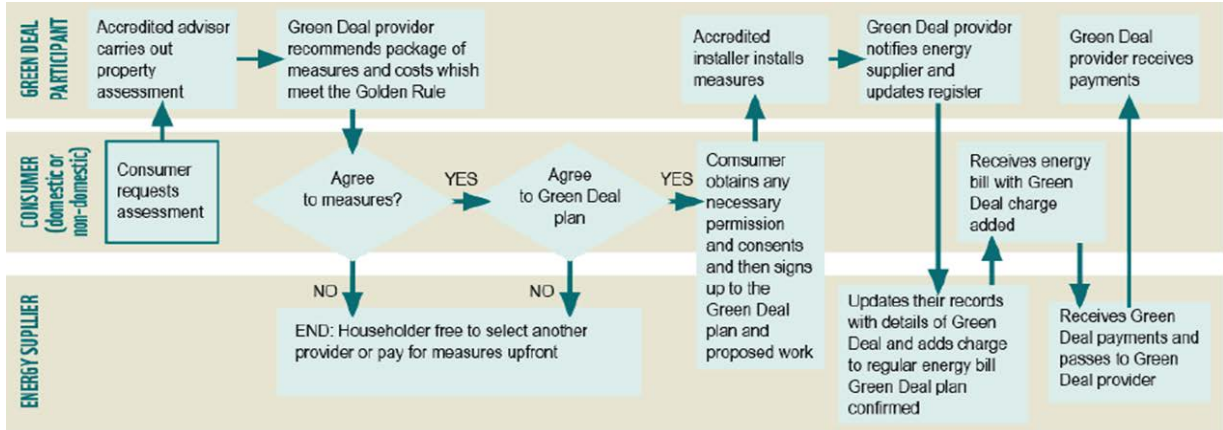 GREEN DEAL
PARTICIPANT
Accredited adviser
carries out
property
assessment
Green Deal provider
recommends package of
measures and costs whish
meet the Golden Rule
Accredited
installer installs
measures
Green Deal provider
notifies energy
supplier and
updates register
Green Deal
provider receives
payments
CONSUMER
(domestic or
non-domestic)
Consumer
requests
assessment
Agree
to measures?
YES
Agree
to Green Deal
plan
YES
Comsumer
obtains any
necessary
permission
and consents
and then signs
up to the
Green Deal
plan and
proposed work
Receives energy
bill with Green
Deal charge
added
ENERGY SUPLIER
NO
NO
END: Householder free to select another
provider or pay for measures upfront
Updates their records
with details of Green
Deal and adds charge
to regular energy bill
Green Deal plan
confirmed
Receives Green
Deal payments and
passes to Green
Deal provider